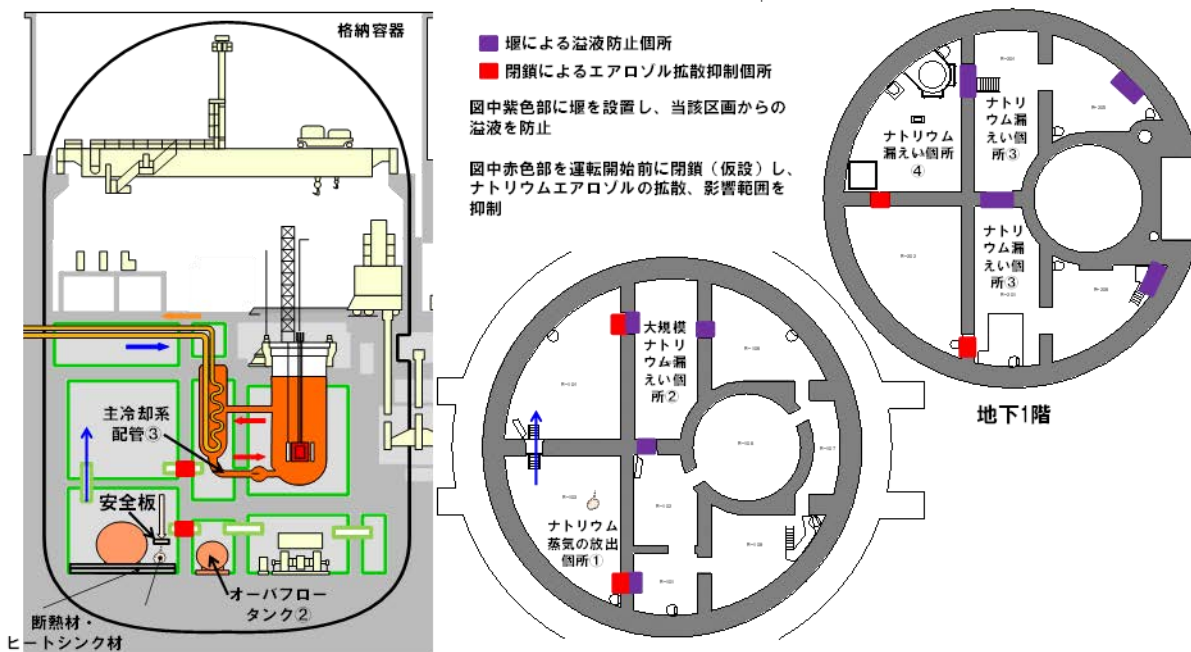 格納容器
主冷却系
配管③
安全板
オーバフロー
タンク②
断熱材・
ヒートシンク材
堰による溢液防止個所
閉鎖によるエアロゾル拡散抑制個所
図中紫色部に堰を設置し、当該区画からの
溢液を防止
図中赤色部を運転開始前に閉鎖（仮設）し、
ナトリウムエアロゾルの拡散、影響範囲を
抑制
大規模
ナトリ
ウム漏
えい個
所②
ナトリウム
蒸気の放出
個所①
ナトリウム
漏えい個所
④
ナトリ
ウム漏
えい個
所③
ナトリ
ウム漏
えい個
所③
地下1階